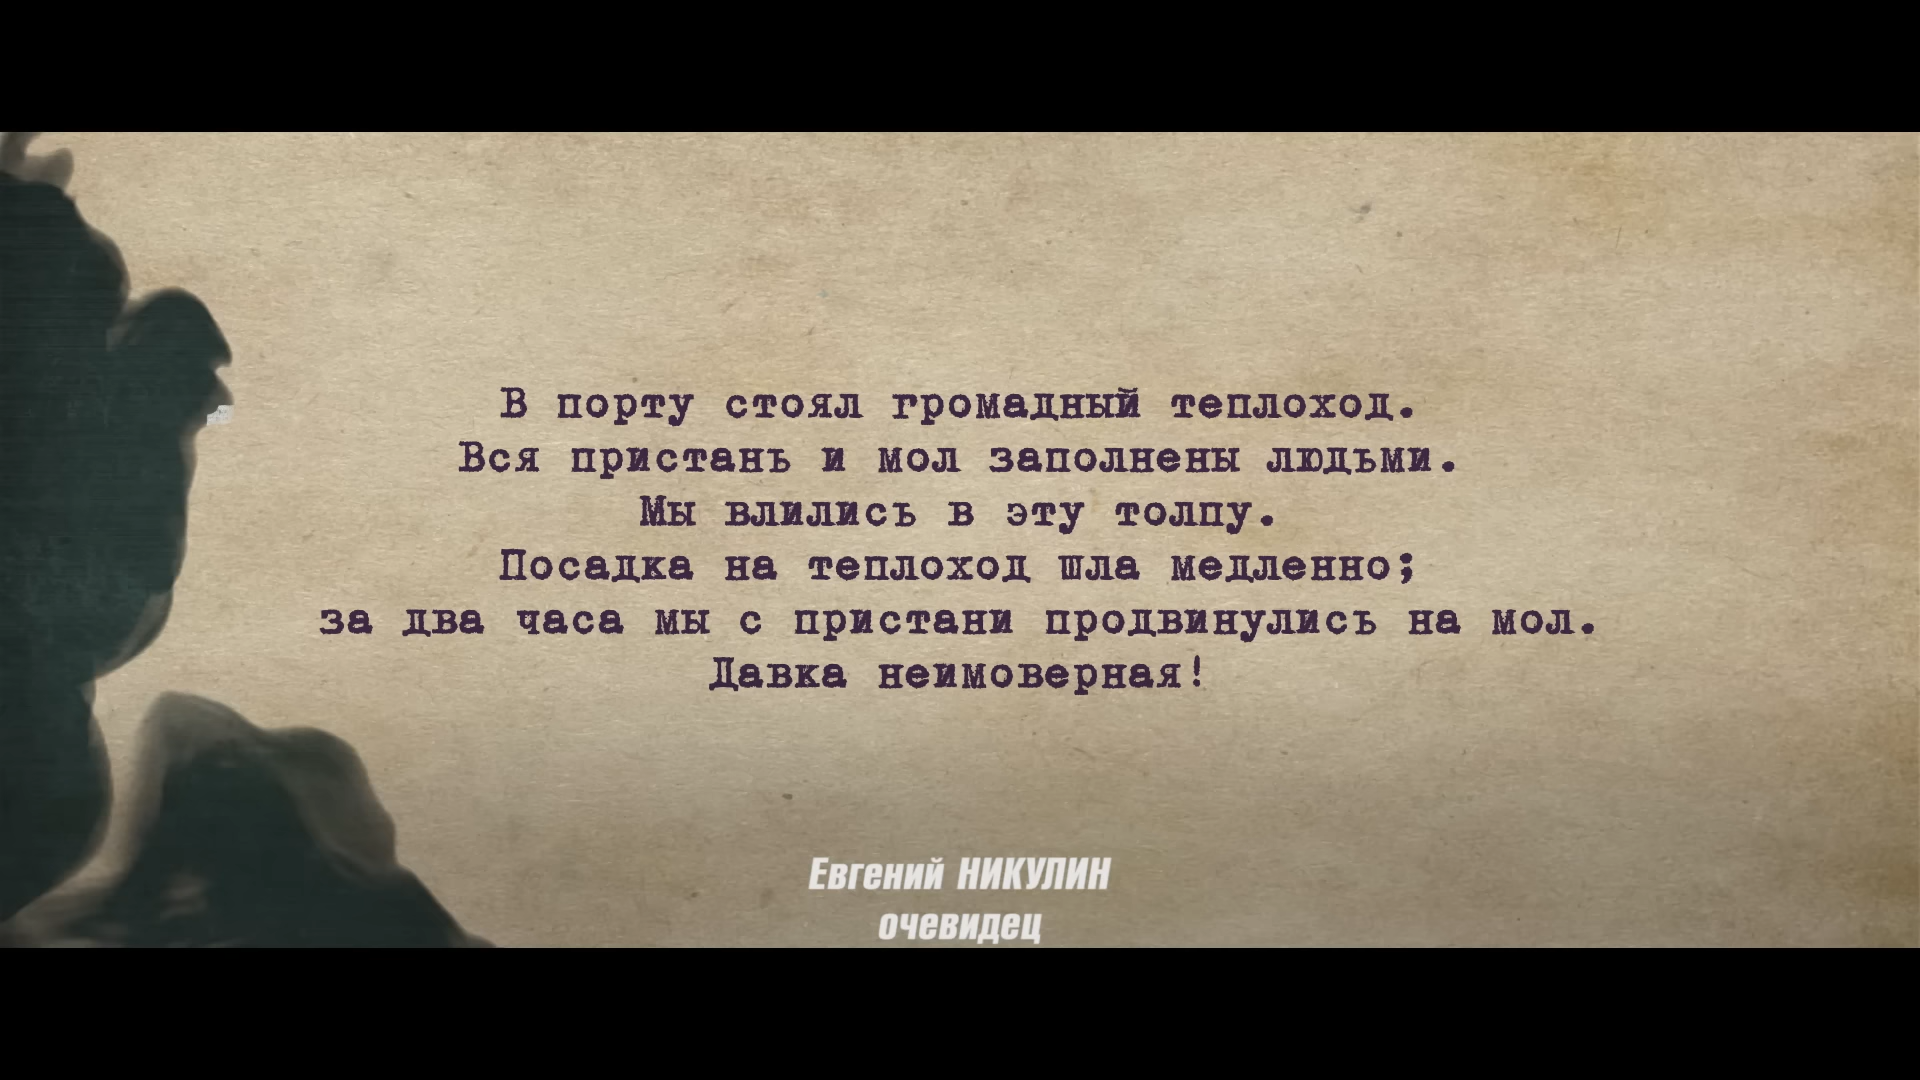 В порту стоял громадный теплоход.
Вся пристань и мол заполнены людьми.
Мы влились в эту толпу.
Посадка на теплоход шла медленно;
за два часа мы с пристани продвинулись на мол.
Давка неимоверная!
Евгений НИКУЛИН
очевидец